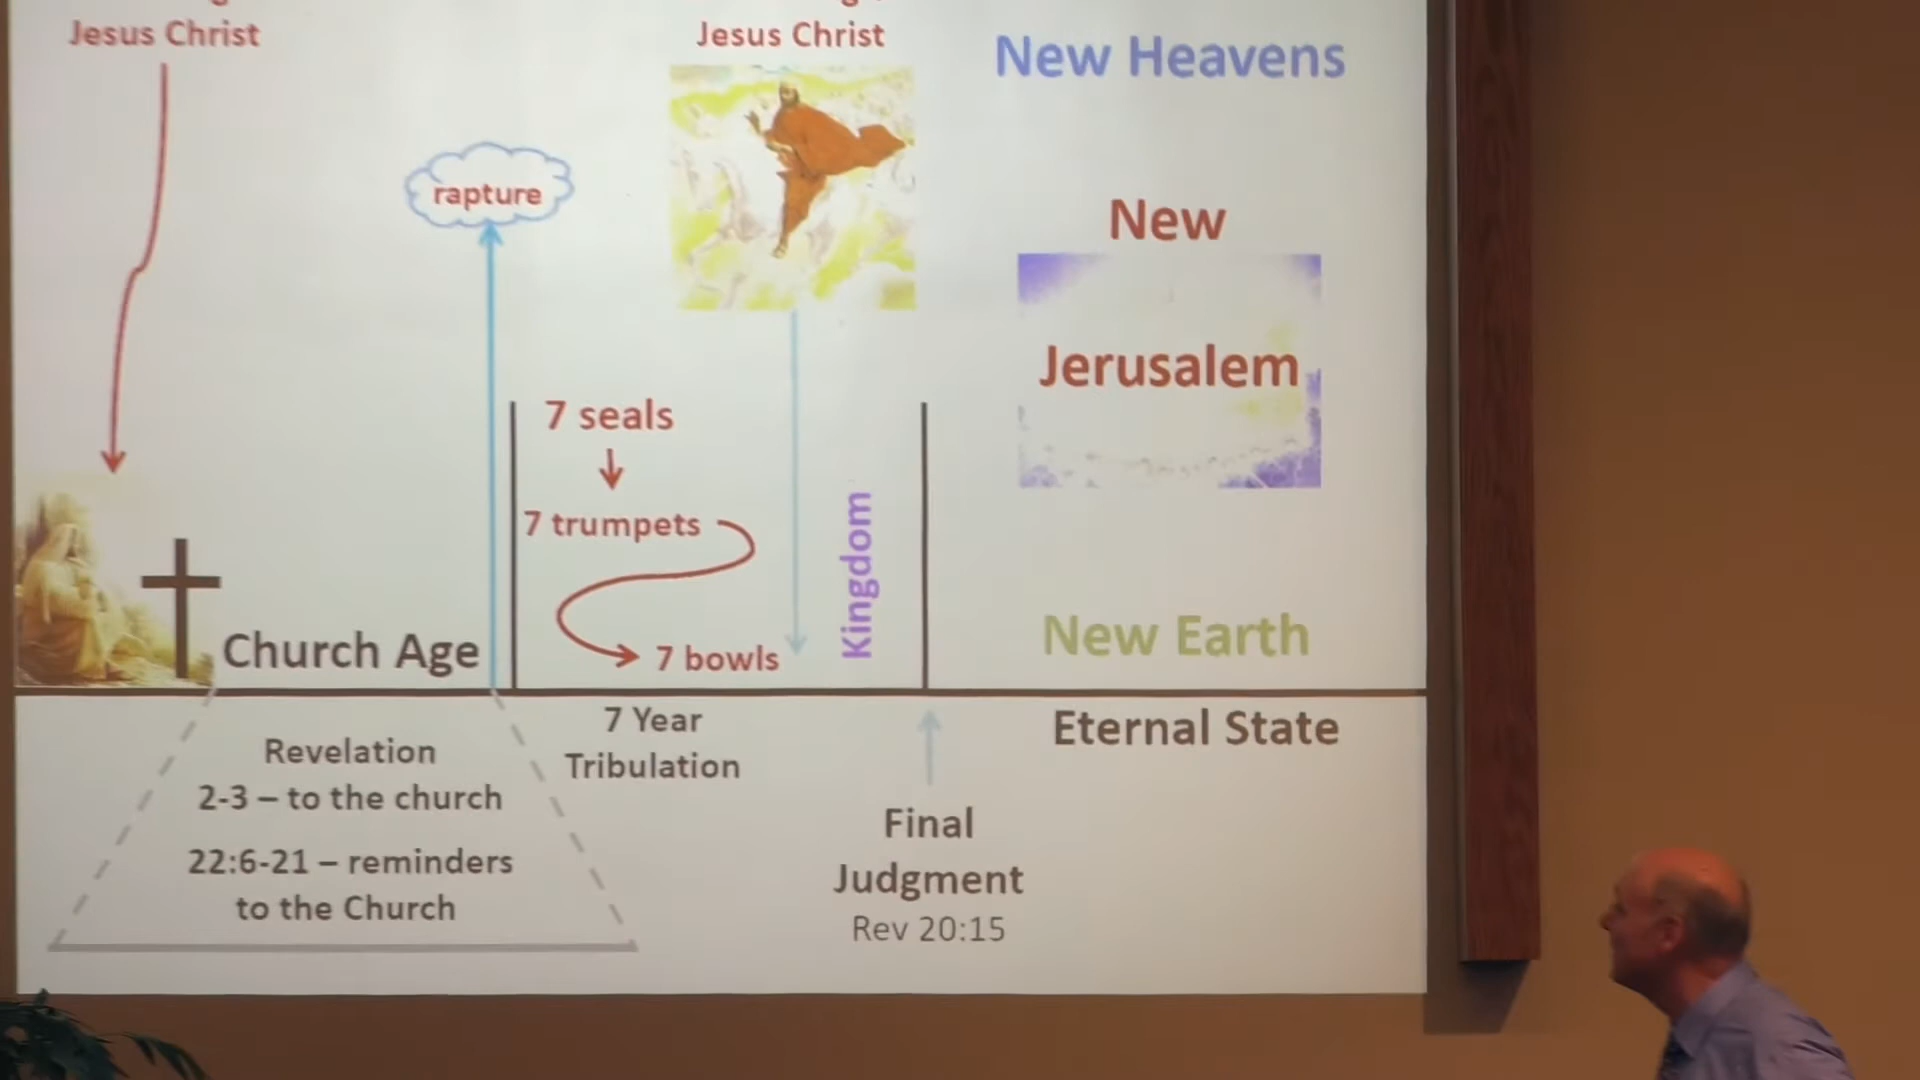 Jesus Christ
Jesus Christ
New Heavens
rapture
New
Jerusalem
7 seals
7 trumpets
7 bowls
Kingdom
Church Age
New Earth
7 Year
Tribulation
Eternal State
Revelation
2-3 – to the church
22:6-21 – reminders
to the Church
Final
Judgment
Rev 20:15